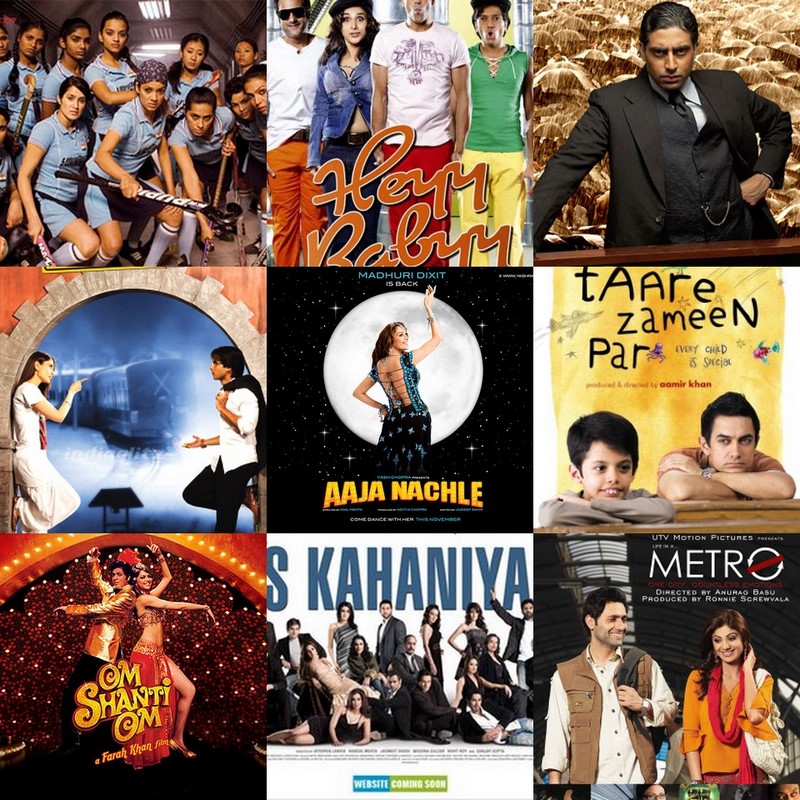 Heyy
Babyy
MADHURI DIXIT
IS BACK
AAJA NACHLE
COME DANCE WITH HER THIS NOVEMBER
tAAre
zameeN
Par
EVERY CHILD
IS SPECIAL
produced & directed by aamir khan
OM
SHANTI
OM
a Farah Khan film
S KAHANIYA
WEBSITE COMING SOON
UTV MOTION PICTURES PRESENTS
LIFE IN A...
METRO
ONE CITY. COUNTLESS EMOTIONS
DIRECTED BY ANURAG BASU
PRODUCED BY RONNIE SCREWVALA